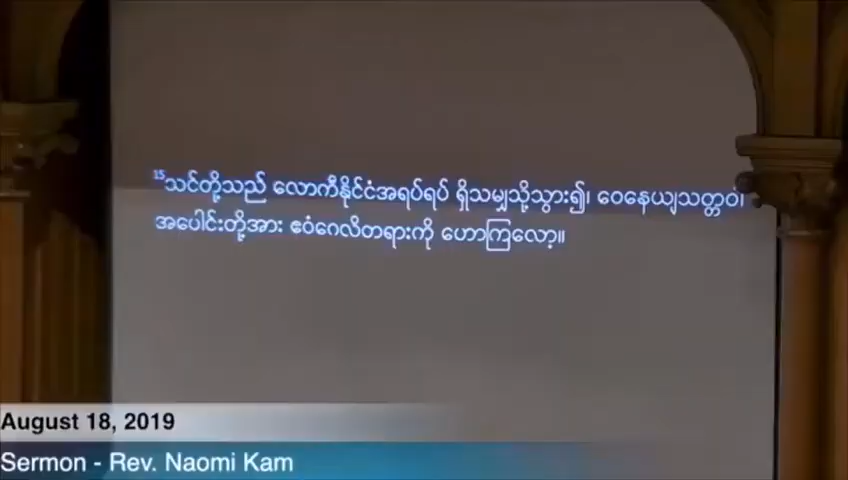 15သင်တို့သည် လောကီနိုင်ငံအရပ်ရပ် ရှိသမျှသို့သွား၍၊ ဝေနေယျသတ္တဝါ
အပေါင်းတို့အား ဧဝံဂေလိတရားကို ဟောကြလော့။
August 18, 2019
Sermon - Rev. Naomi Kam